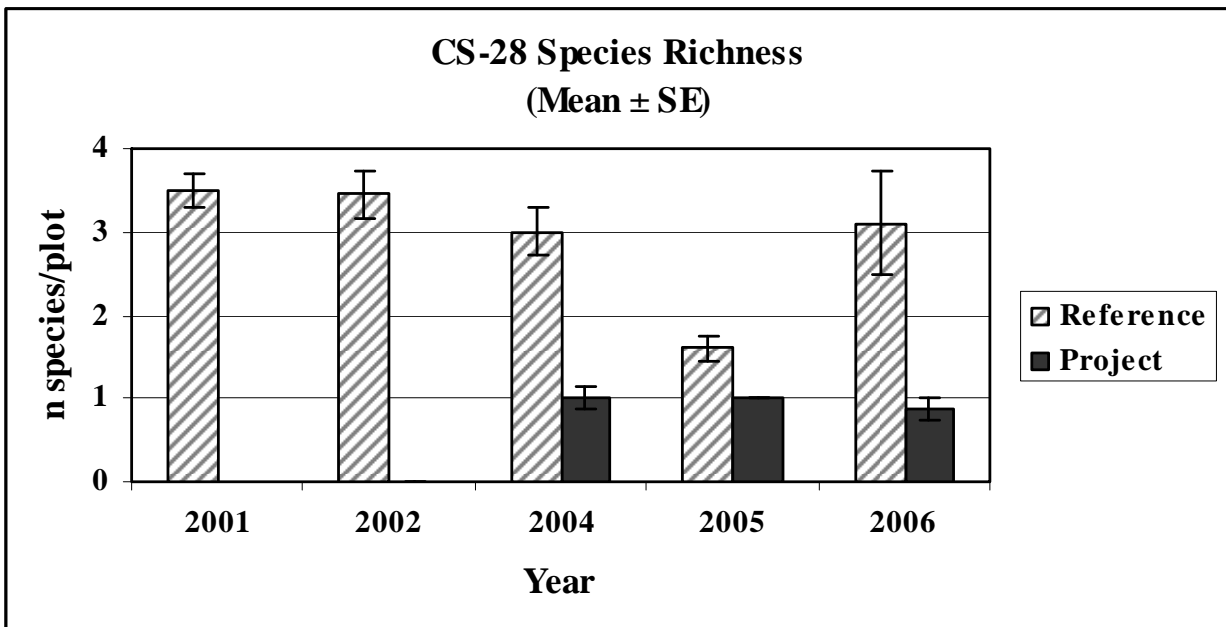 CS-28 Species Richness
(Mean ± SE)
4
3
2
1
0
n species/plot
2001 2002 2004 2005 2006
Year
Reference
Project